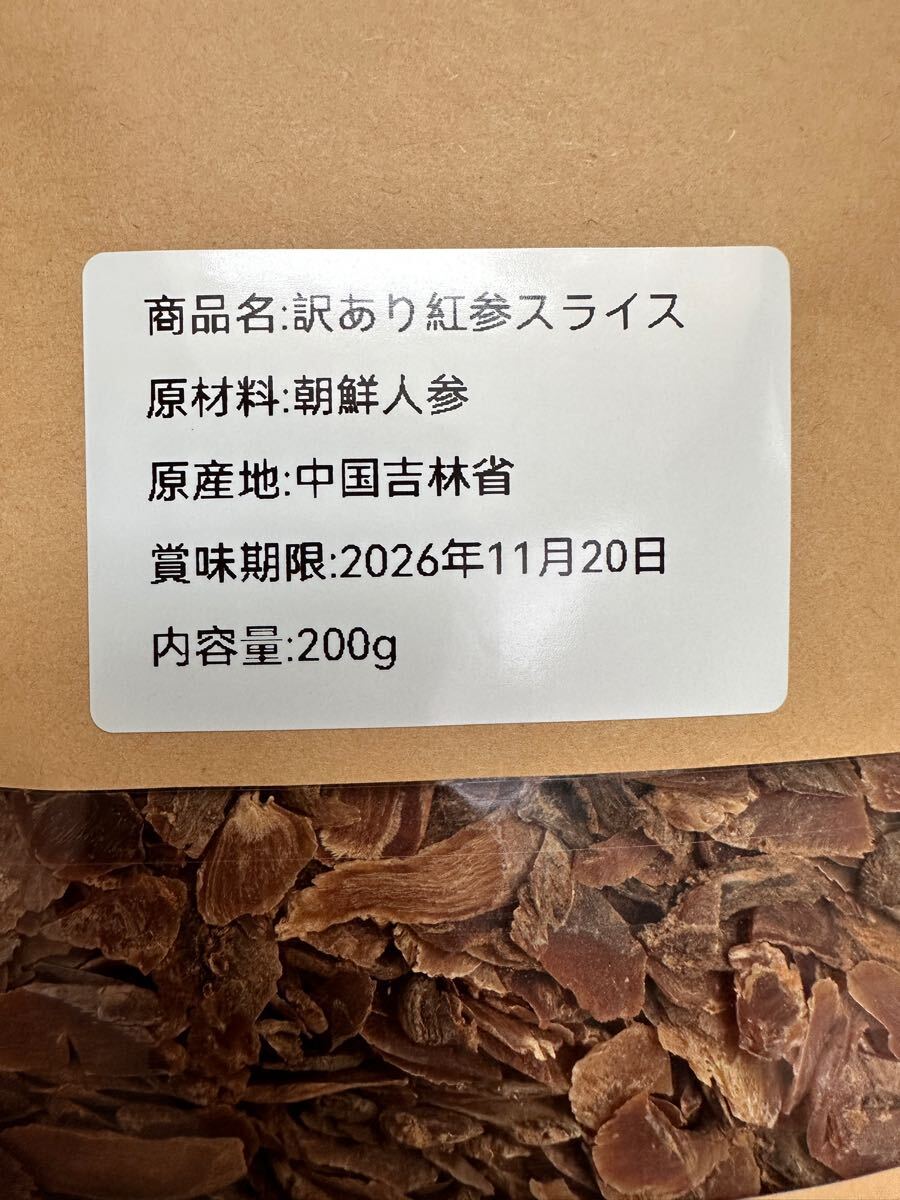 商品名:訳あり紅参スライス
原材料:朝鮮人参
原産地:中国吉林省
賞味期限:2026年11月20日
内容量:200g